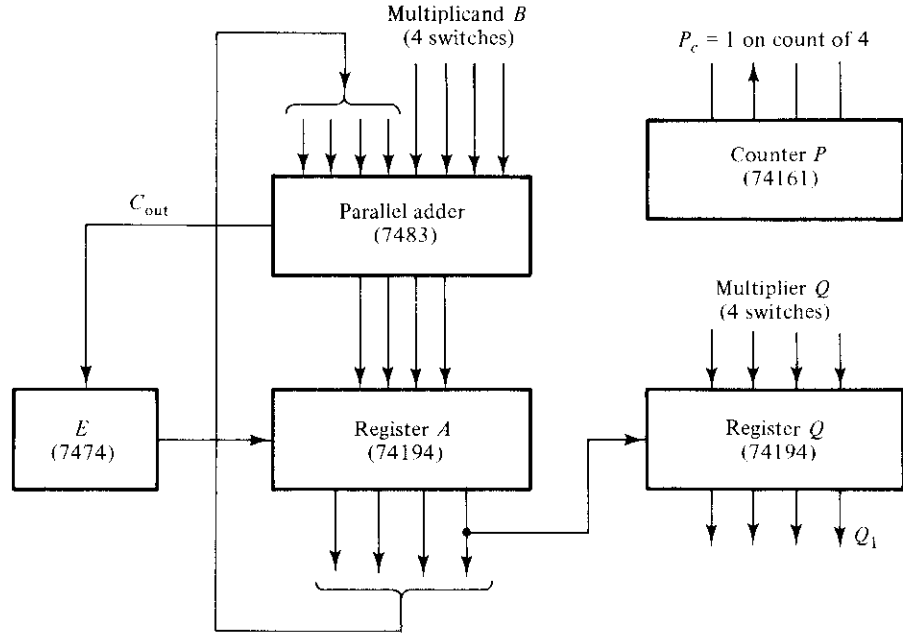 Multiplicand B
(4 switches)
P_c = 1 on count of 4
Counter P
(74161)
C_out
Parallel adder
(7483)
Multiplier Q
(4 switches)
E
(7474)
Register A
(74194)
Register Q
(74194)
Q_1